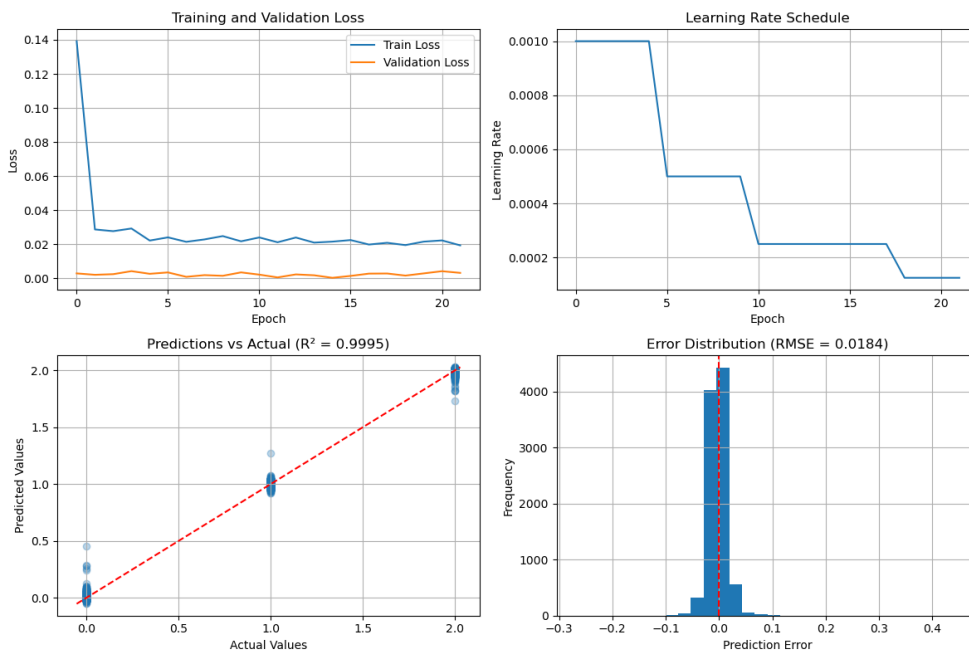 Training and Validation Loss
Loss
0.14
0.12
0.10
0.08
0.06
0.04
0.02
0.00
Train Loss
Validation Loss
0 5 10 15 20
Epoch
Learning Rate Schedule
Learning Rate
0.0010
0.0008
0.0006
0.0004
0.0002
0 5 10 15 20
Epoch
Predictions vs Actual (R² = 0.9995)
Predicted Values
2.0
1.5
1.0
0.5
0.0
0.0 0.5 1.0 1.5 2.0
Actual Values
Error Distribution (RMSE = 0.0184)
Frequency
4000
3000
2000
1000
0
−0.3 −0.2 −0.1 0.0 0.1 0.2 0.3 0.4
Prediction Error